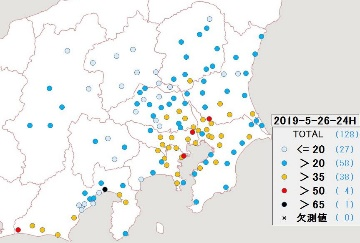 2019-5-26-24H
TOTAL (128)
<= 20 (27)
> 20 (58)
> 35 (38)
> 50 (4)
> 65 (1)
× 欠測値 (0)